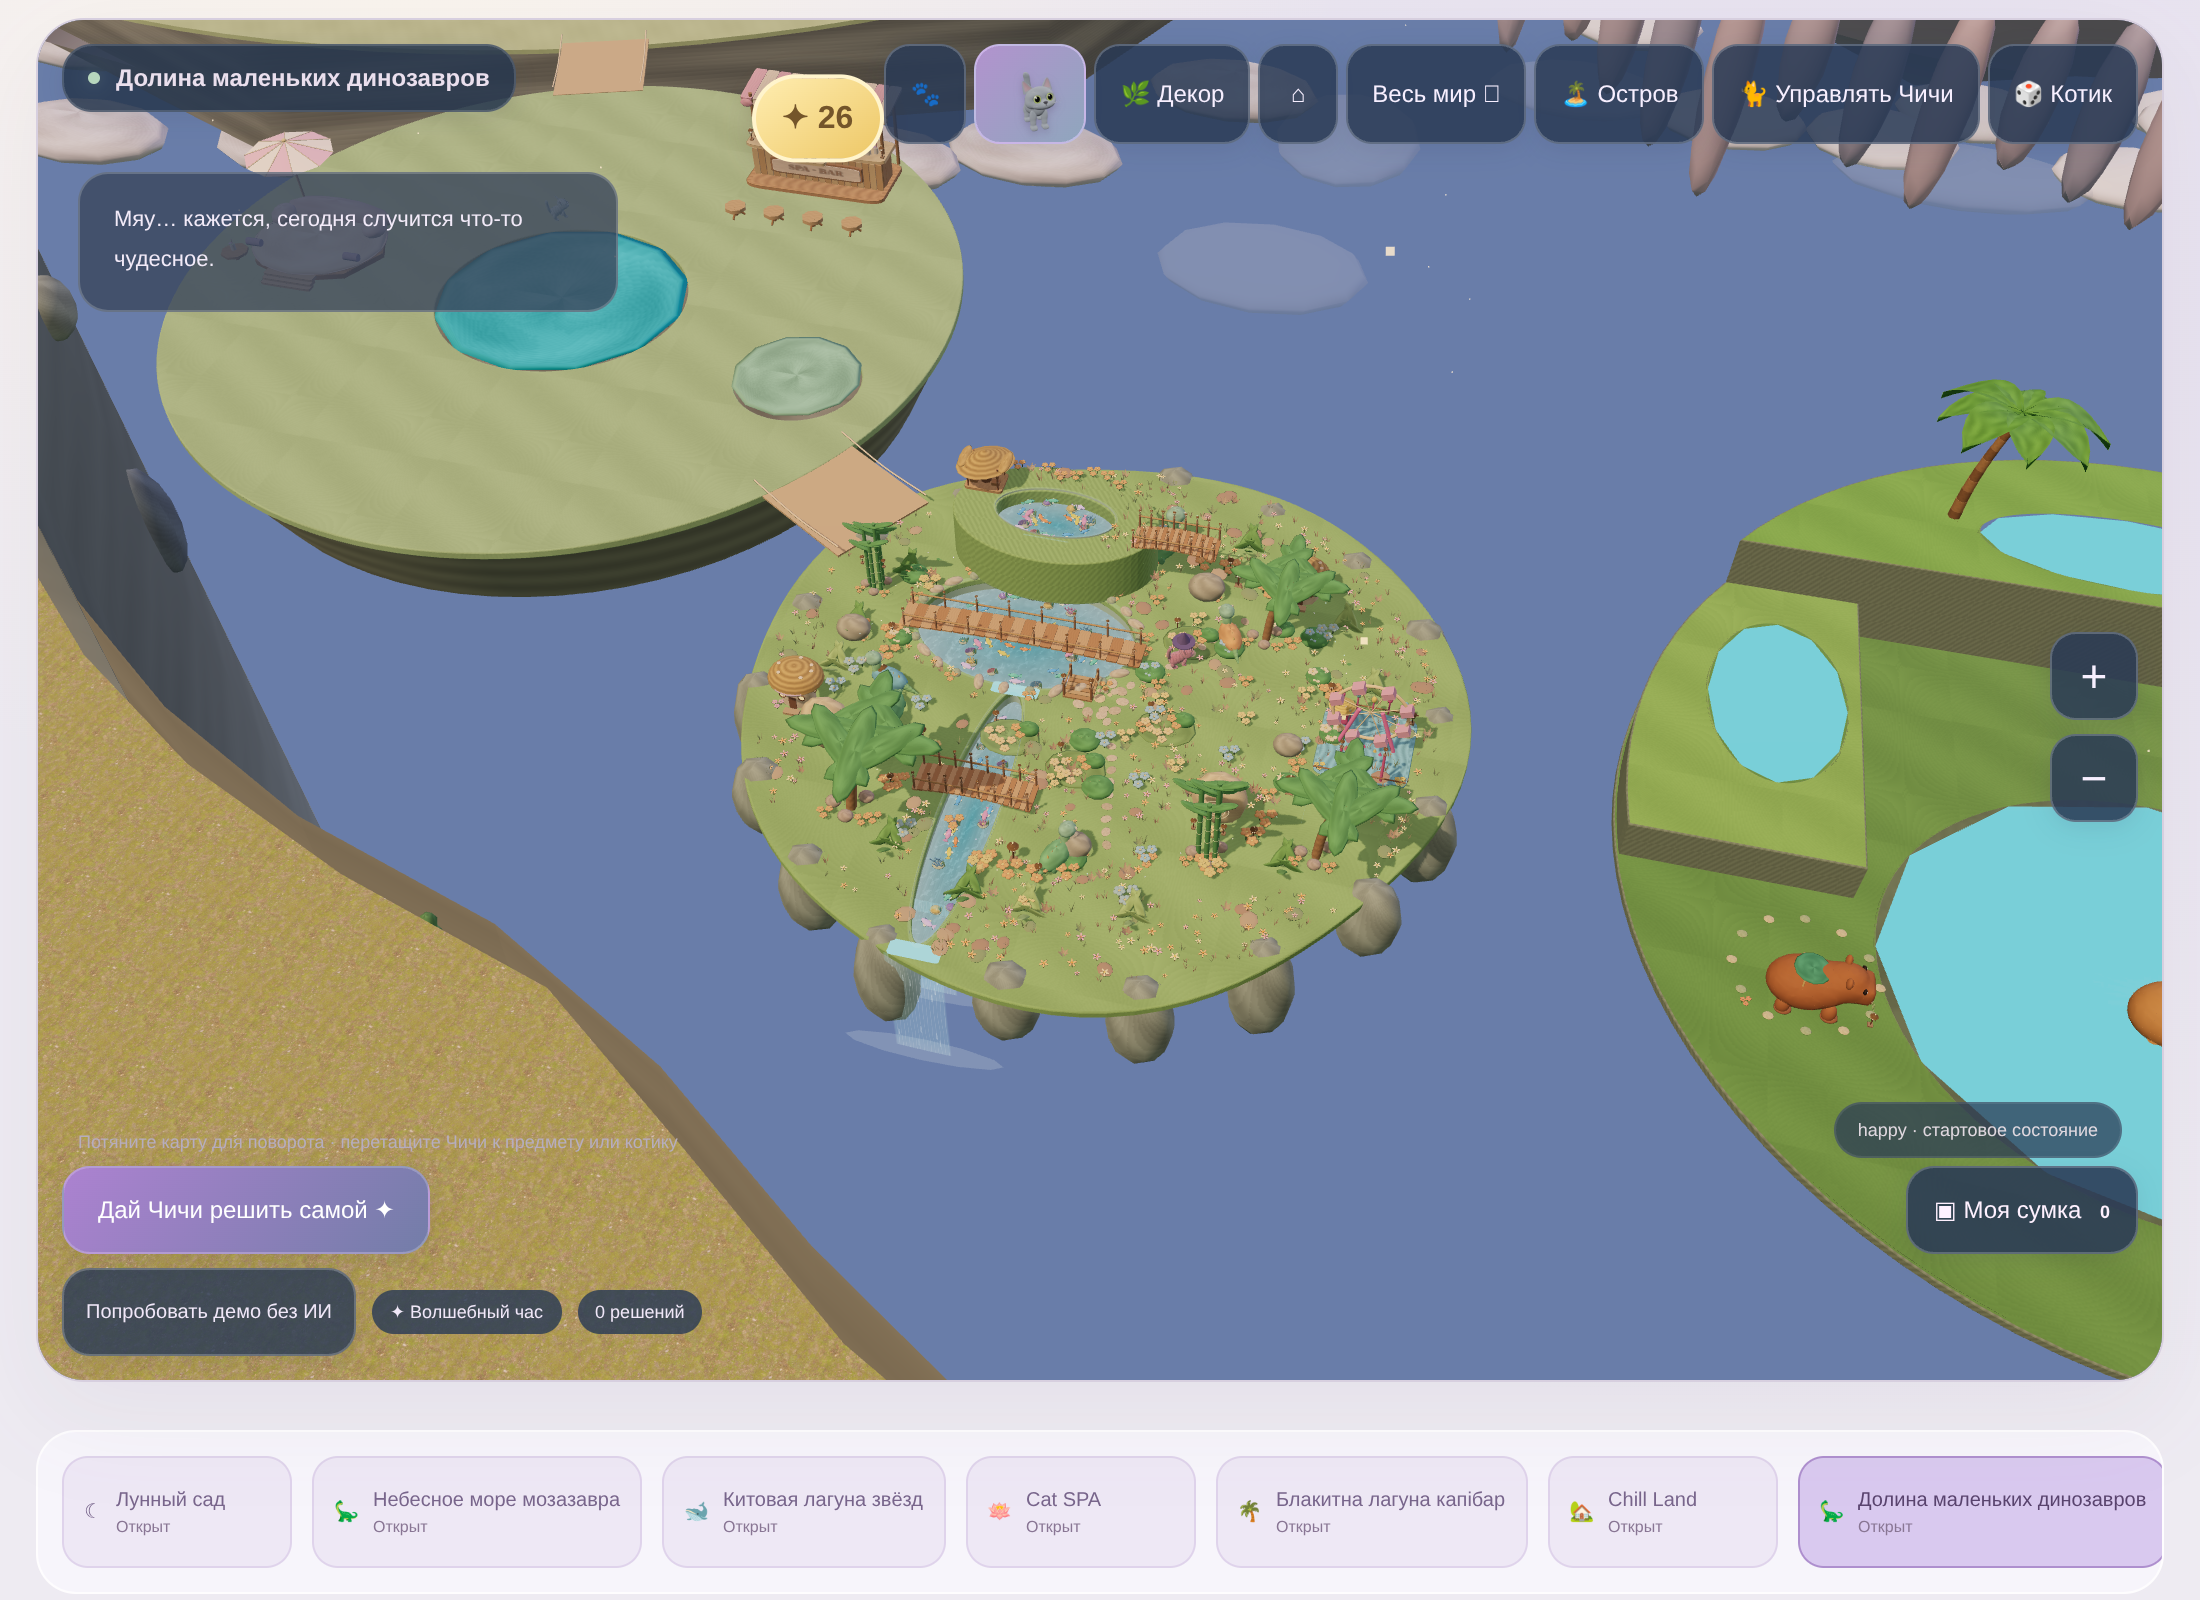 Долина маленьких динозавров
✦ 26
🌿 Декор
⌂
Весь мир
🏝️ Остров
🐈 Управлять Чичи
🎲 Котик
SPA - BAR
Мяу… кажется, сегодня случится что-то
чудесное.
+
−
Потяните карту для поворота · перетащите Чичи к предмету или котику
happy · стартовое состояние
Дай Чичи решить самой ✦
▣ Моя сумка 0
Попробовать демо без ИИ
✦ Волшебный час
0 решений
Лунный сад
Открыт
Небесное море мозазавра
Открыт
Китовая лагуна звёзд
Открыт
Cat SPA
Открыт
Блакитна лагуна капібар
Открыт
Chill Land
Открыт
Долина маленьких динозавров
Открыт